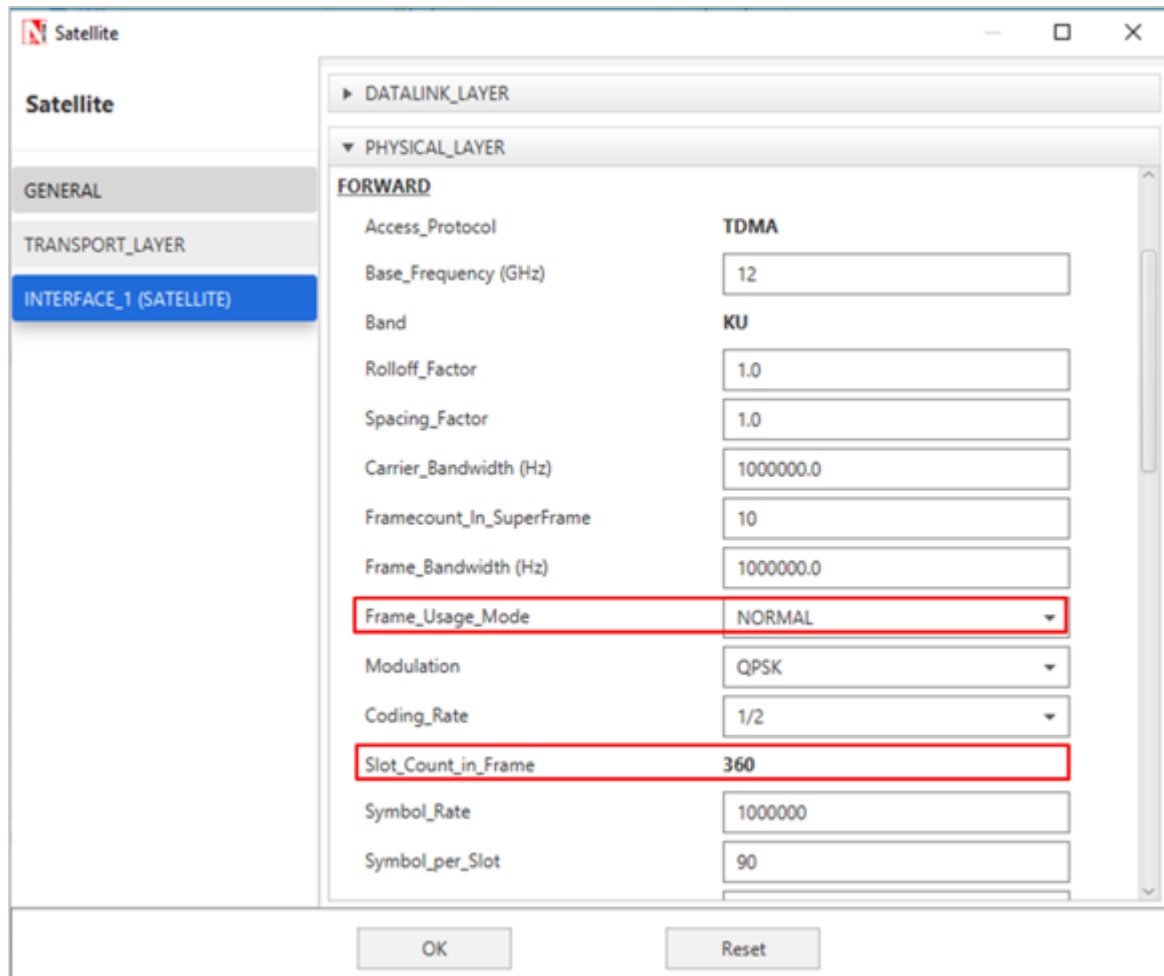 Satellite
Satellite
GENERAL
TRANSPORT_LAYER
INTERFACE_1 (SATELLITE)
DATALINK_LAYER
PHYSICAL_LAYER
FORWARD
Access_Protocol TDMA
Base_Frequency (GHz) 12
Band KU
Rolloff_Factor 1.0
Spacing_Factor 1.0
Carrier_Bandwidth (Hz) 1000000.0
Framecount_In_SuperFrame 10
Frame_Bandwidth (Hz) 1000000.0
Frame_Usage_Mode NORMAL
Modulation QPSK
Coding_Rate 1/2
Slot_Count_in_Frame 360
Symbol_Rate 1000000
Symbol_per_Slot 90
OK Reset